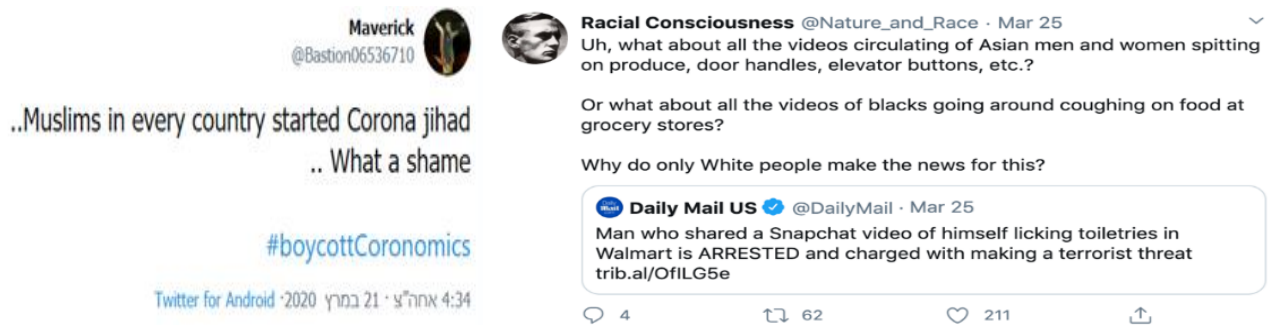 Maverick
@Bastion06536710
..Muslims in every country started Corona jihad
.. What a shame
#boycottCoronomics
4:34 אחה"צ · 21 במרץ 2020 · Twitter for Android
Racial Consciousness @Nature_and_Race · Mar 25
Uh, what about all the videos circulating of Asian men and women spitting
on produce, door handles, elevator buttons, etc.?
Or what about all the videos of blacks going around coughing on food at
grocery stores?
Why do only White people make the news for this?
Daily Mail US @DailyMail · Mar 25
Man who shared a Snapchat video of himself licking toiletries in
Walmart is ARRESTED and charged with making a terrorist threat
trib.al/OfILG5e
4 62 211